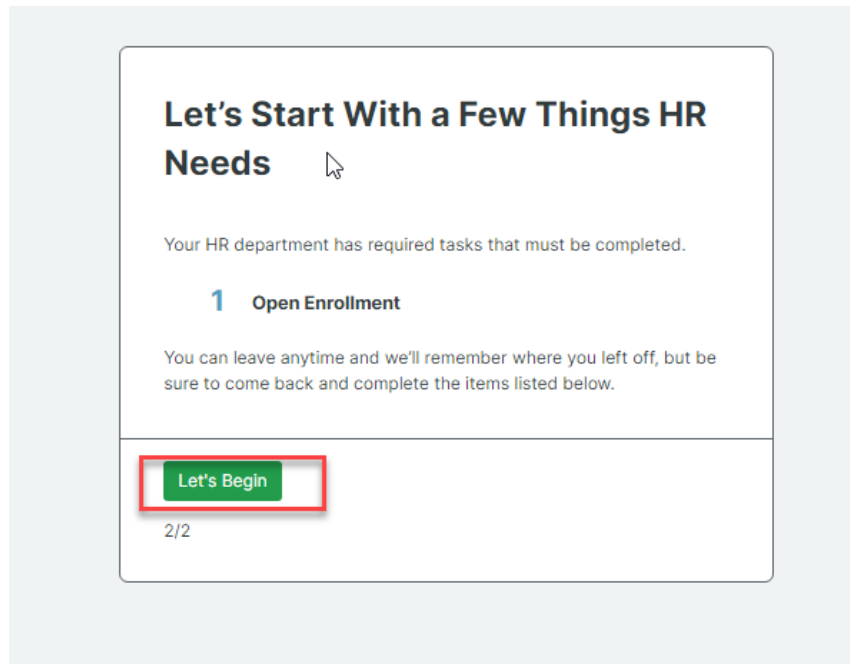 Let’s Start With a Few Things HR
Needs
Your HR department has required tasks that must be completed.
1 Open Enrollment
You can leave anytime and we’ll remember where you left off, but be
sure to come back and complete the items listed below.
Let's Begin
2/2